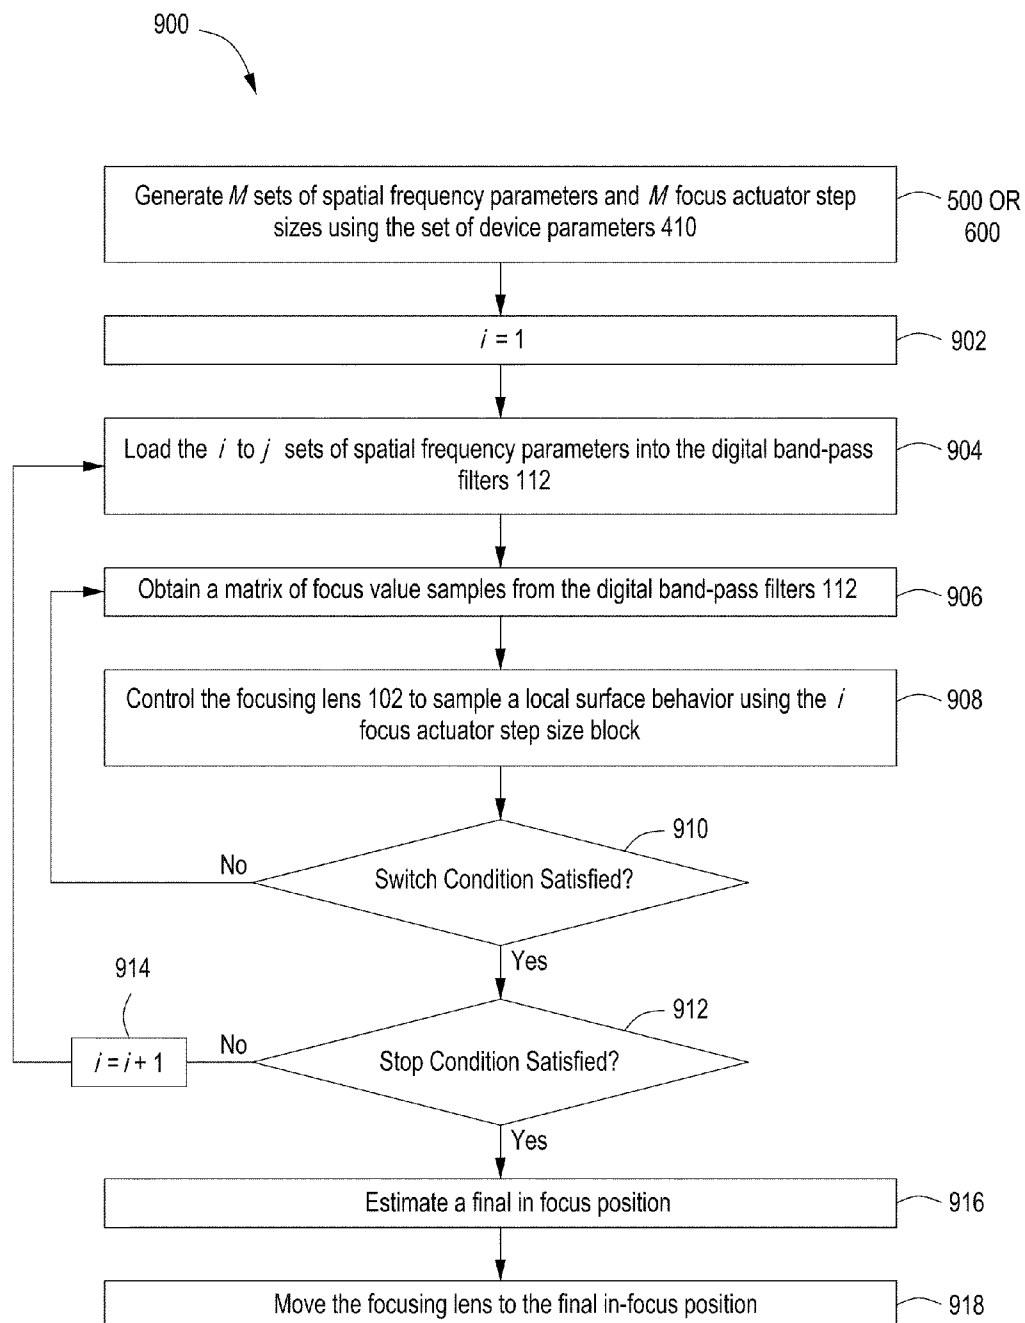 900
Generate M sets of spatial frequency parameters and M focus actuator step
sizes using the set of device parameters 410
500 OR
600
i = 1
902
Load the i to j sets of spatial frequency parameters into the digital band-pass
filters 112
904
Obtain a matrix of focus value samples from the digital band-pass filters 112
906
Control the focusing lens 102 to sample a local surface behavior using the i
focus actuator step size block
908
910
No
Switch Condition Satisfied?
Yes
914
912
i = i + 1
No
Stop Condition Satisfied?
Yes
Estimate a final in focus position
916
Move the focusing lens to the final in-focus position
918